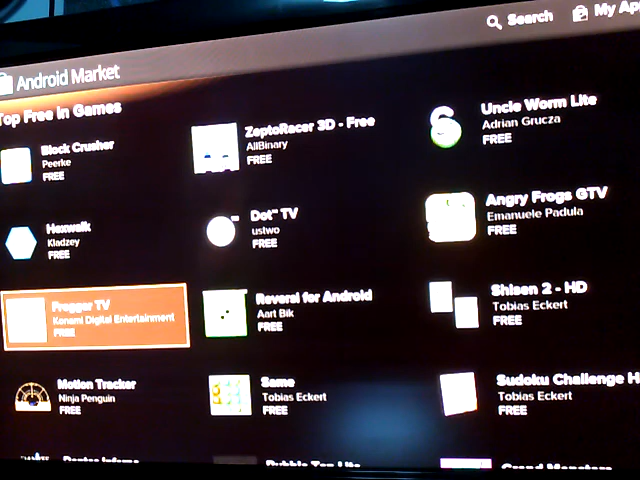 Search
My Ap
Android Market
Top Free in Games
Block Crusher
Peerke
FREE
ZeptoRacer 3D - Free
AllBinary
FREE
Uncle Worm Lite
Adrian Grucza
FREE
Hexwalk
Kladzey
FREE
Dot" TV
ustwo
FREE
Angry Frogs GTV
Emanuele Padula
FREE
Frogger TV
Konami Digital Entertainment
FREE
Reversi for Android
Aart Bik
FREE
Shisen 2 - HD
Tobias Eckert
FREE
Motion Tracker
Ninja Penguin
FREE
Same
Tobias Eckert
FREE
Sudoku Challenge H
Tobias Eckert
FREE